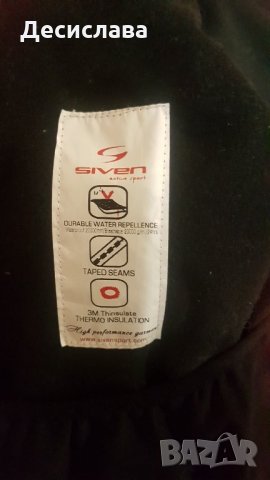 Десислава
SIVEN
active sport
DURABLE WATER REPELLENCE
TAPED SEAMS
3M Thinsulate
THERMO INSULATION
High performance garment
www.sivensport.com
BAZAR